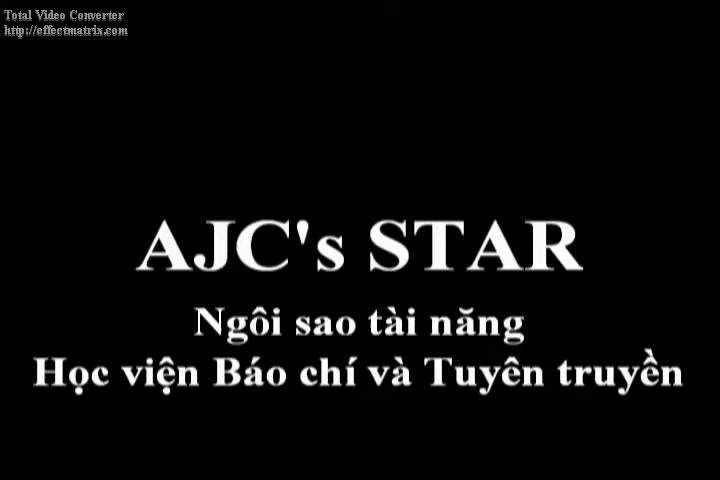 Total Video Converter
http://effectmatrix.com
AJC's STAR
Ngôi sao tài năng
Học viện Báo chí và Tuyên truyền